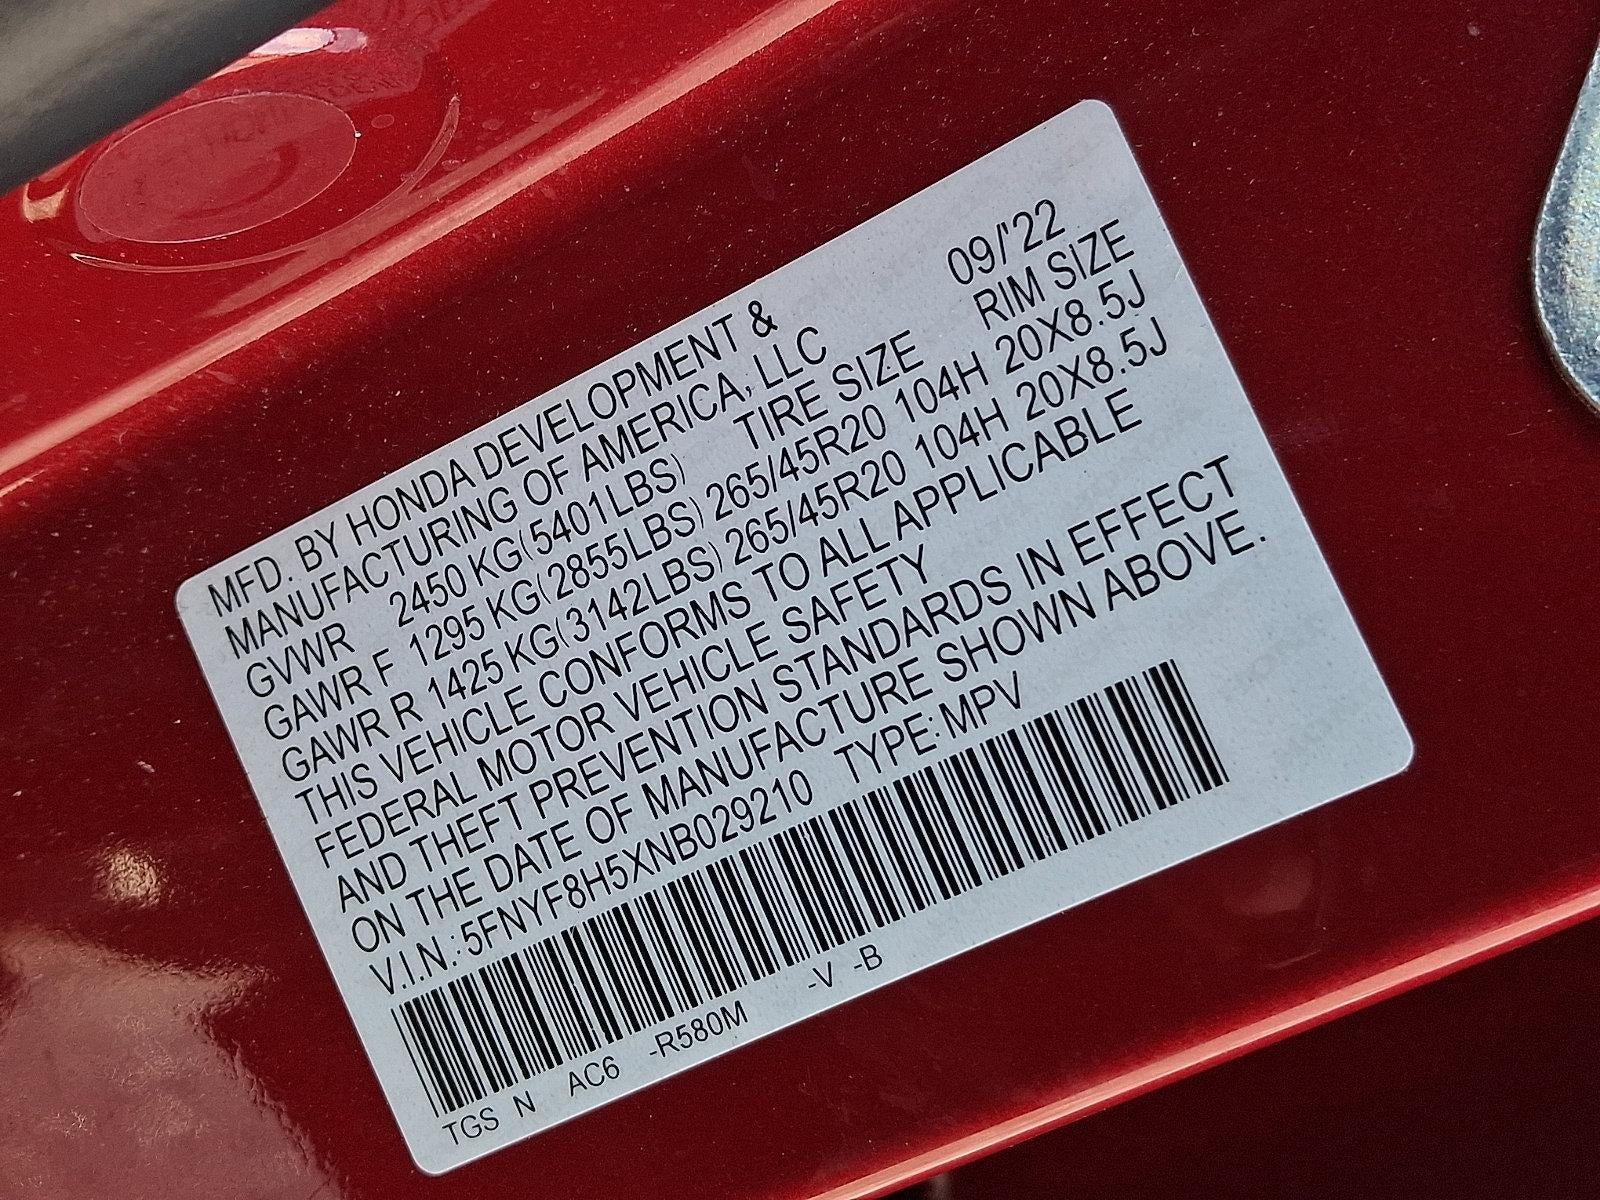 MFD. BY HONDA DEVELOPMENT & 09/'22
MANUFACTURING OF AMERICA, LLC
GVWR 2450 KG(5401LBS) TIRE SIZE RIM SIZE
GAWR F 1295 KG(2855LBS) 265/45R20 104H 20X8.5J
GAWR R 1425 KG(3142LBS) 265/45R20 104H 20X8.5J
THIS VEHICLE CONFORMS TO ALL APPLICABLE
FEDERAL MOTOR VEHICLE SAFETY
AND THEFT PREVENTION STANDARDS IN EFFECT
ON THE DATE OF MANUFACTURE SHOWN ABOVE.
V.I.N.: 5FNYF8H5XNB029210 TYPE: MPV
TGS N AC6 -R580M -V -B